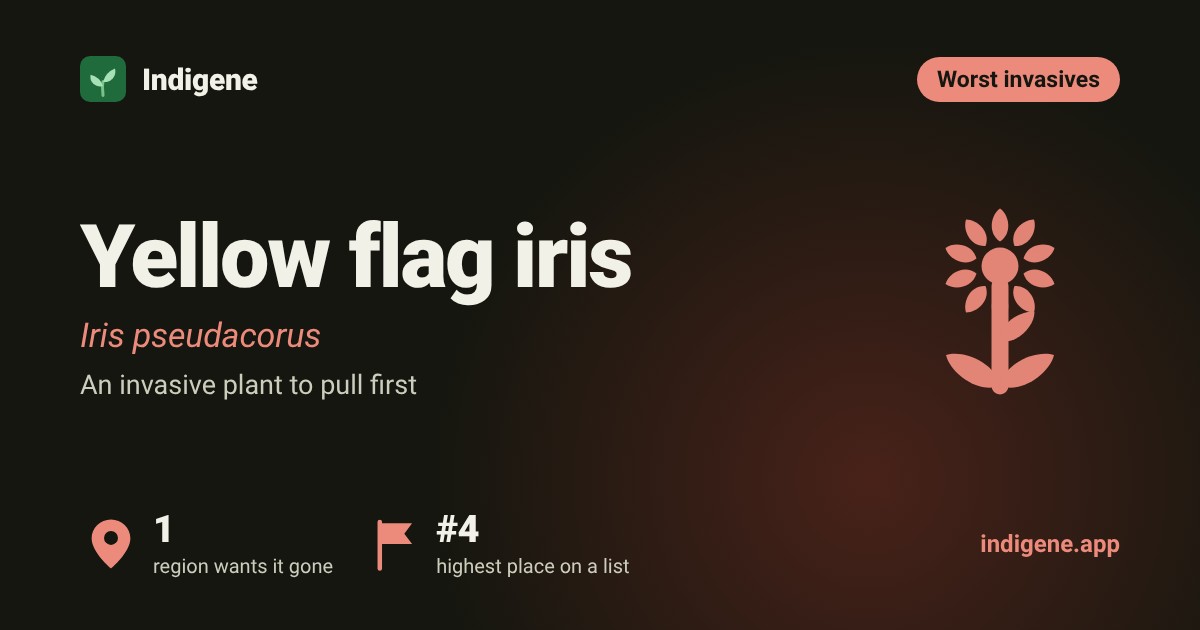 Indigene
Worst invasives
Yellow flag iris
Iris pseudacorus
An invasive plant to pull first
1
region wants it gone
#4
highest place on a list
indigene.app